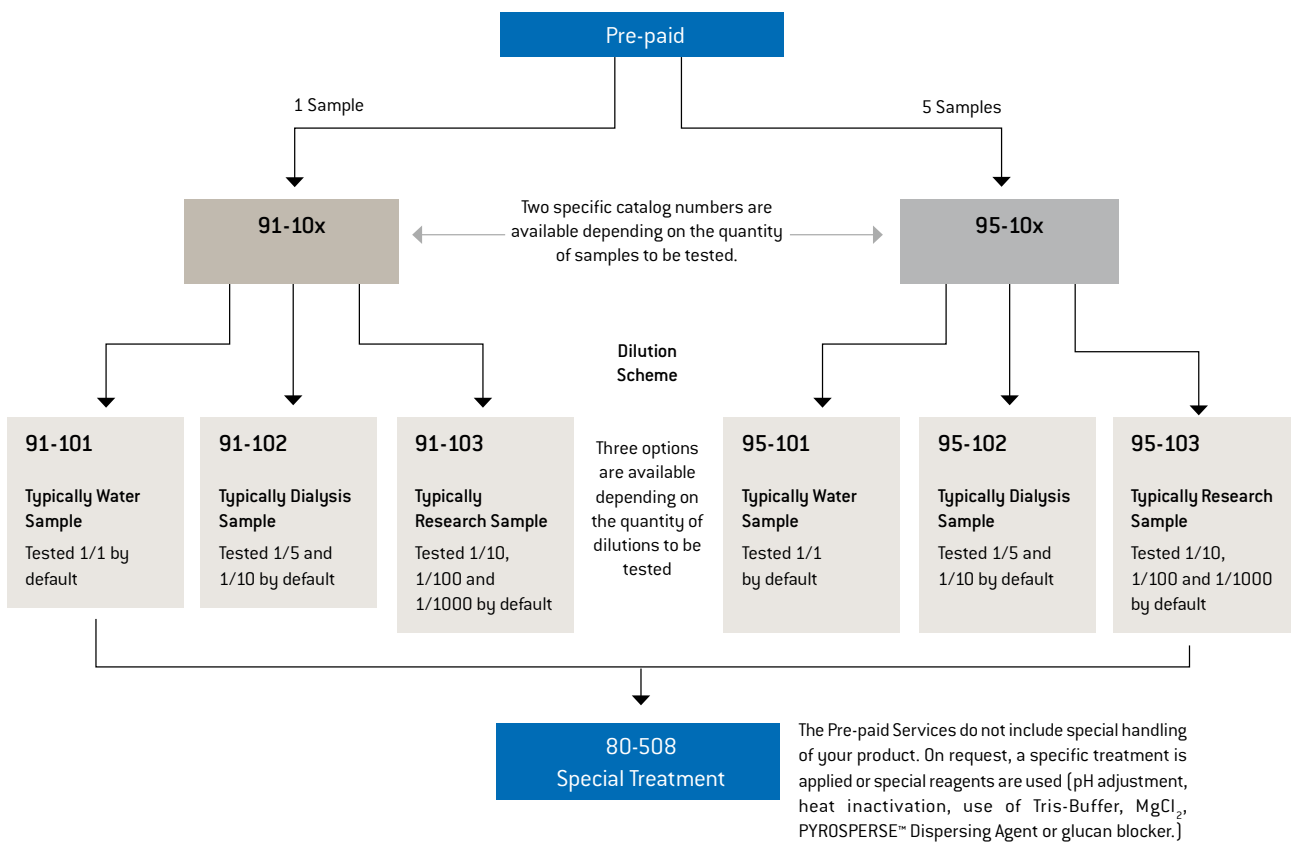 Pre-paid
1 Sample
5 Samples
91-10x
Two specific catalog numbers are
available depending on the quantity
of samples to be tested.
95-10x
Dilution
Scheme
91-101
Typically Water
Sample
Tested 1/1 by
default
91-102
Typically Dialysis
Sample
Tested 1/5 and
1/10 by default
91-103
Typically
Research Sample
Tested 1/10,
1/100 and
1/1000 by default
Three options
are available
depending on
the quantity of
dilutions to be
tested
95-101
Typically Water
Sample
Tested 1/1
by default
95-102
Typically Dialysis
Sample
Tested 1/5 and
1/10 by default
95-103
Typically Research
Sample
Tested 1/10,
1/100 and 1/1000
by default
80-508
Special Treatment
The Pre-paid Services do not include special handling
of your product. On request, a specific treatment is
applied or special reagents are used (pH adjustment,
heat inactivation, use of Tris-Buffer, MgCl₂,
PYROSPERSE™ Dispersing Agent or glucan blocker.)